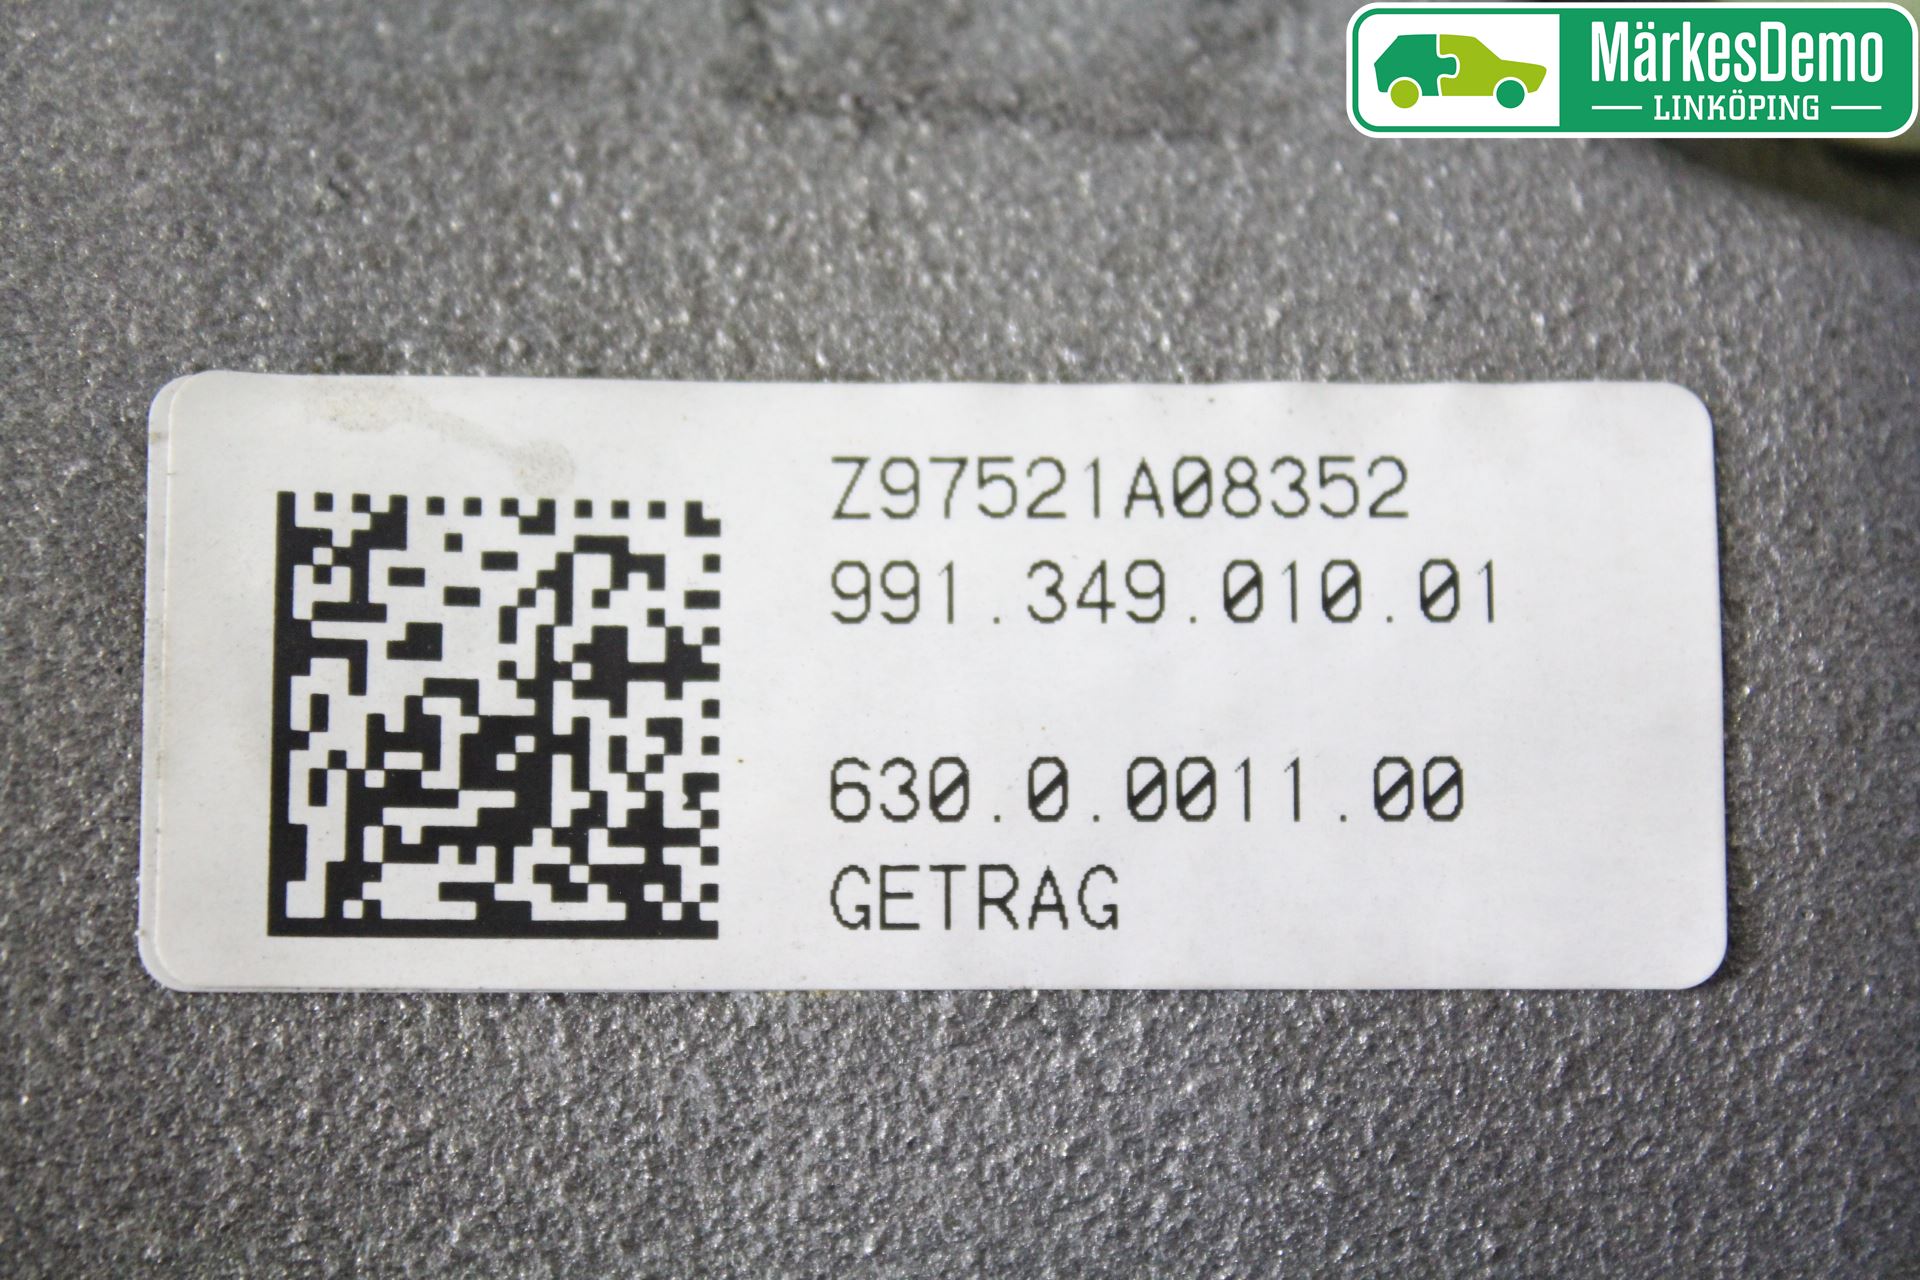 MärkesDemo
LINKÖPING
Z97521A08352
991.349.010.01
630.0.0011.00
GETRAG